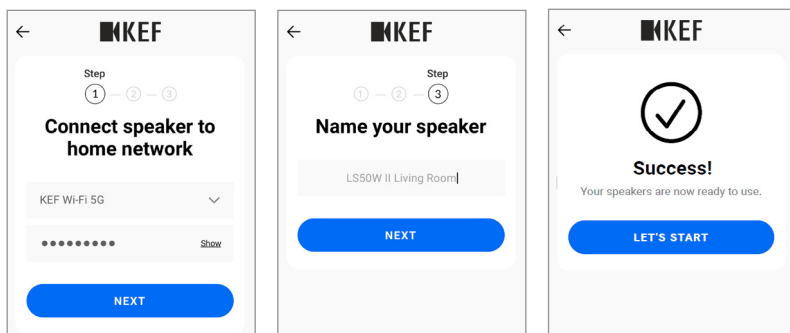 KEF
Step
1 2 3
Connect speaker to
home network
KEF Wi-Fi 5G
Show
NEXT
KEF
Step
1 2 3
Name your speaker
LS50W II Living Room
NEXT
KEF
Success!
Your speakers are now ready to use.
LET'S START